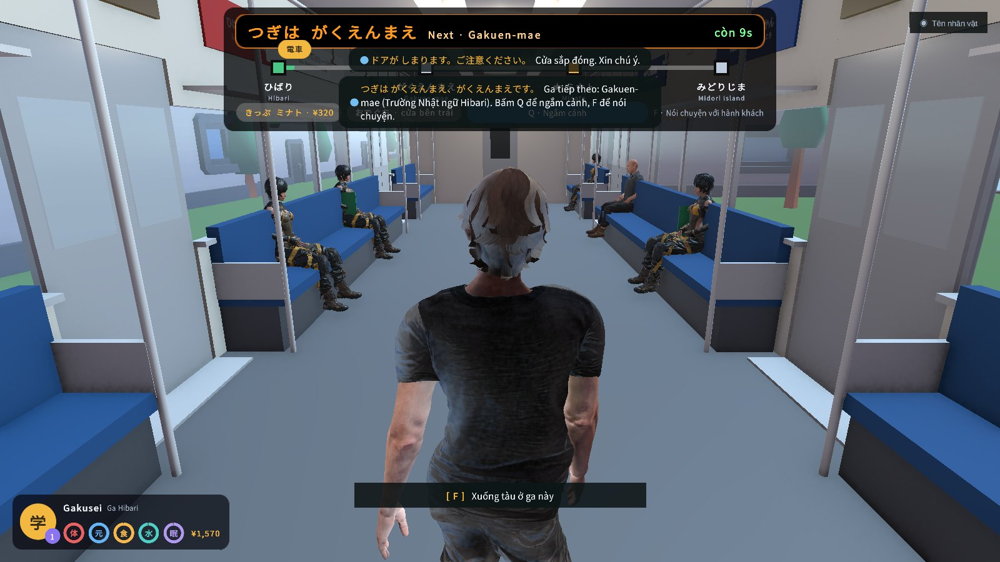 つぎは がくえんまえ Next · Gakuen-mae còn 9s
◉ Tên nhân vật
電車
ドアが しまります。ご注意ください。 Cửa sắp đóng. Xin chú ý.
ひばり
Hibari
みどりじま
Midori Island
つぎは がくえんまえ、がくえんまえです。 Ga tiếp theo: Gakuen-
mae (Trường Nhật ngữ Hibari). Bấm Q để ngắm cảnh, F để nói
chuyện.
きっぷ ミナト · ¥320
cửa bên trái
Q · Ngắm cảnh
F · Nói chuyện với hành khách
[ F ] Xuống tàu ở ga này
学
1
Gakusei Ga Hibari
体 元 食 水 眠 ¥1,570